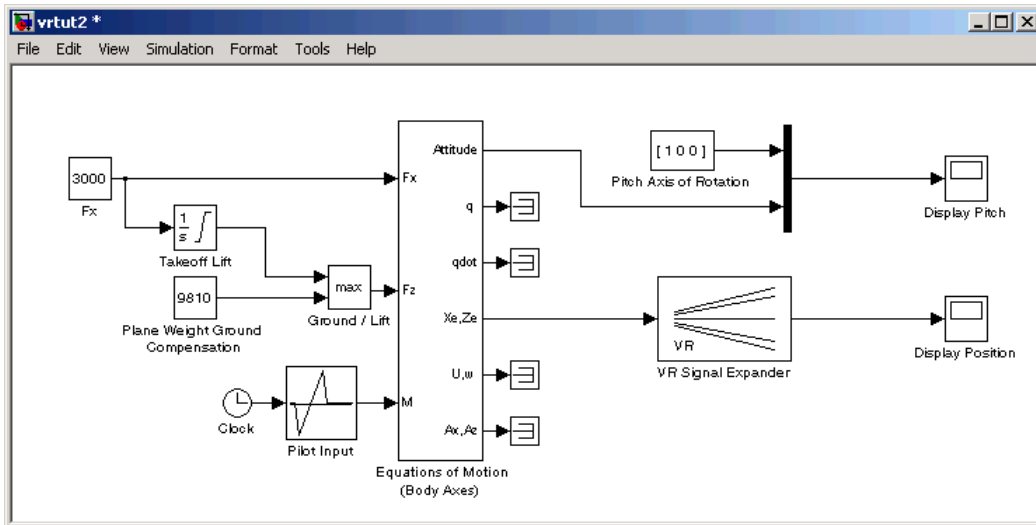 vrtut2 *
File Edit View Simulation Format Tools Help
3000
Fx
1
s
Takeoff Lift
9810
Plane Weight Ground
Compensation
max
Ground / Lift
Clock
Pilot Input
Fx
Fz
M
Attitude
q
qdot
Xe,Ze
U,w
Ax,Az
Equations of Motion
(Body Axes)
[ 1 0 0 ]
Pitch Axis of Rotation
Display Pitch
VR
VR Signal Expander
Display Position